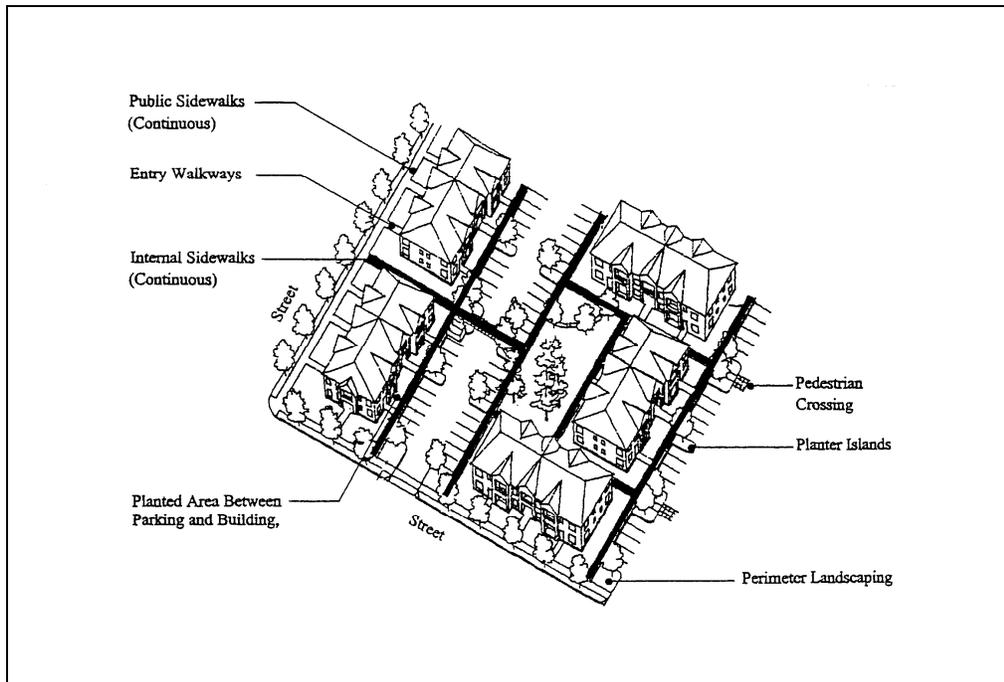 Public Sidewalks
(Continuous)
Entry Walkways
Internal Sidewalks
(Continuous)
Street
Pedestrian
Crossing
Planter Islands
Planted Area Between
Parking and Building,
Street
Perimeter Landscaping